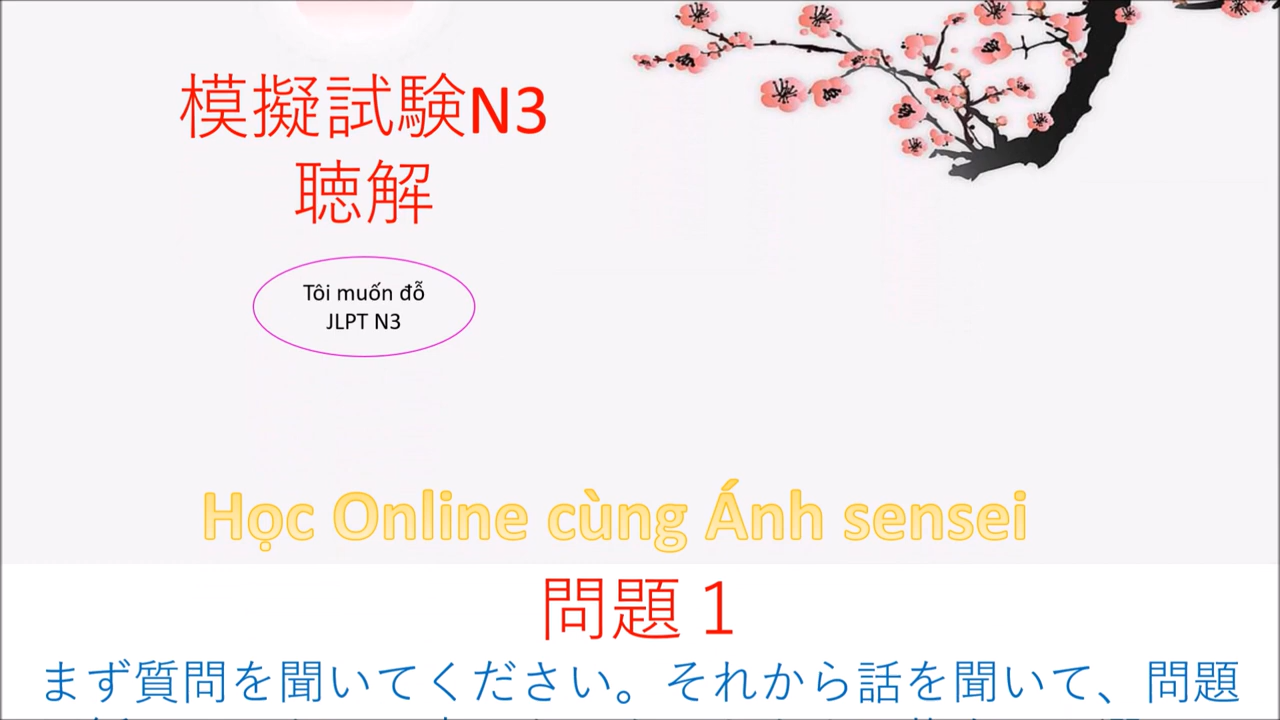 模擬試験N3
聴解
Tôi muốn đỗ
JLPT N3
Học Online cùng Ánh sensei
問題 1
まず質問を聞いてください。それから話を聞いて、問題